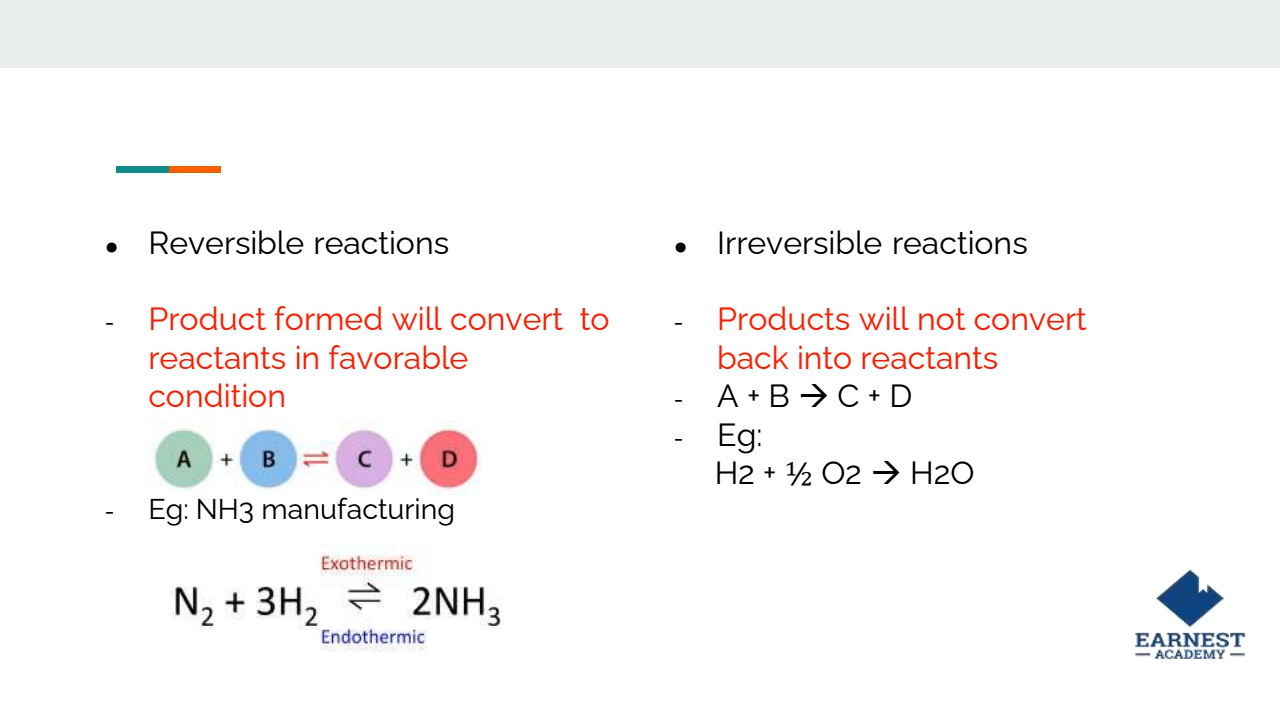 ● Reversible reactions
- Product formed will convert  to
reactants in favorable
condition
A + B ⇌ C + D
- Eg: NH3 manufacturing
Exothermic
N₂ + 3H₂ ⇌ 2NH₃
Endothermic
● Irreversible reactions
- Products will not convert
back into reactants
- A + B → C + D
- Eg:
H2 + ½ O2 → H2O
EARNEST
ACADEMY